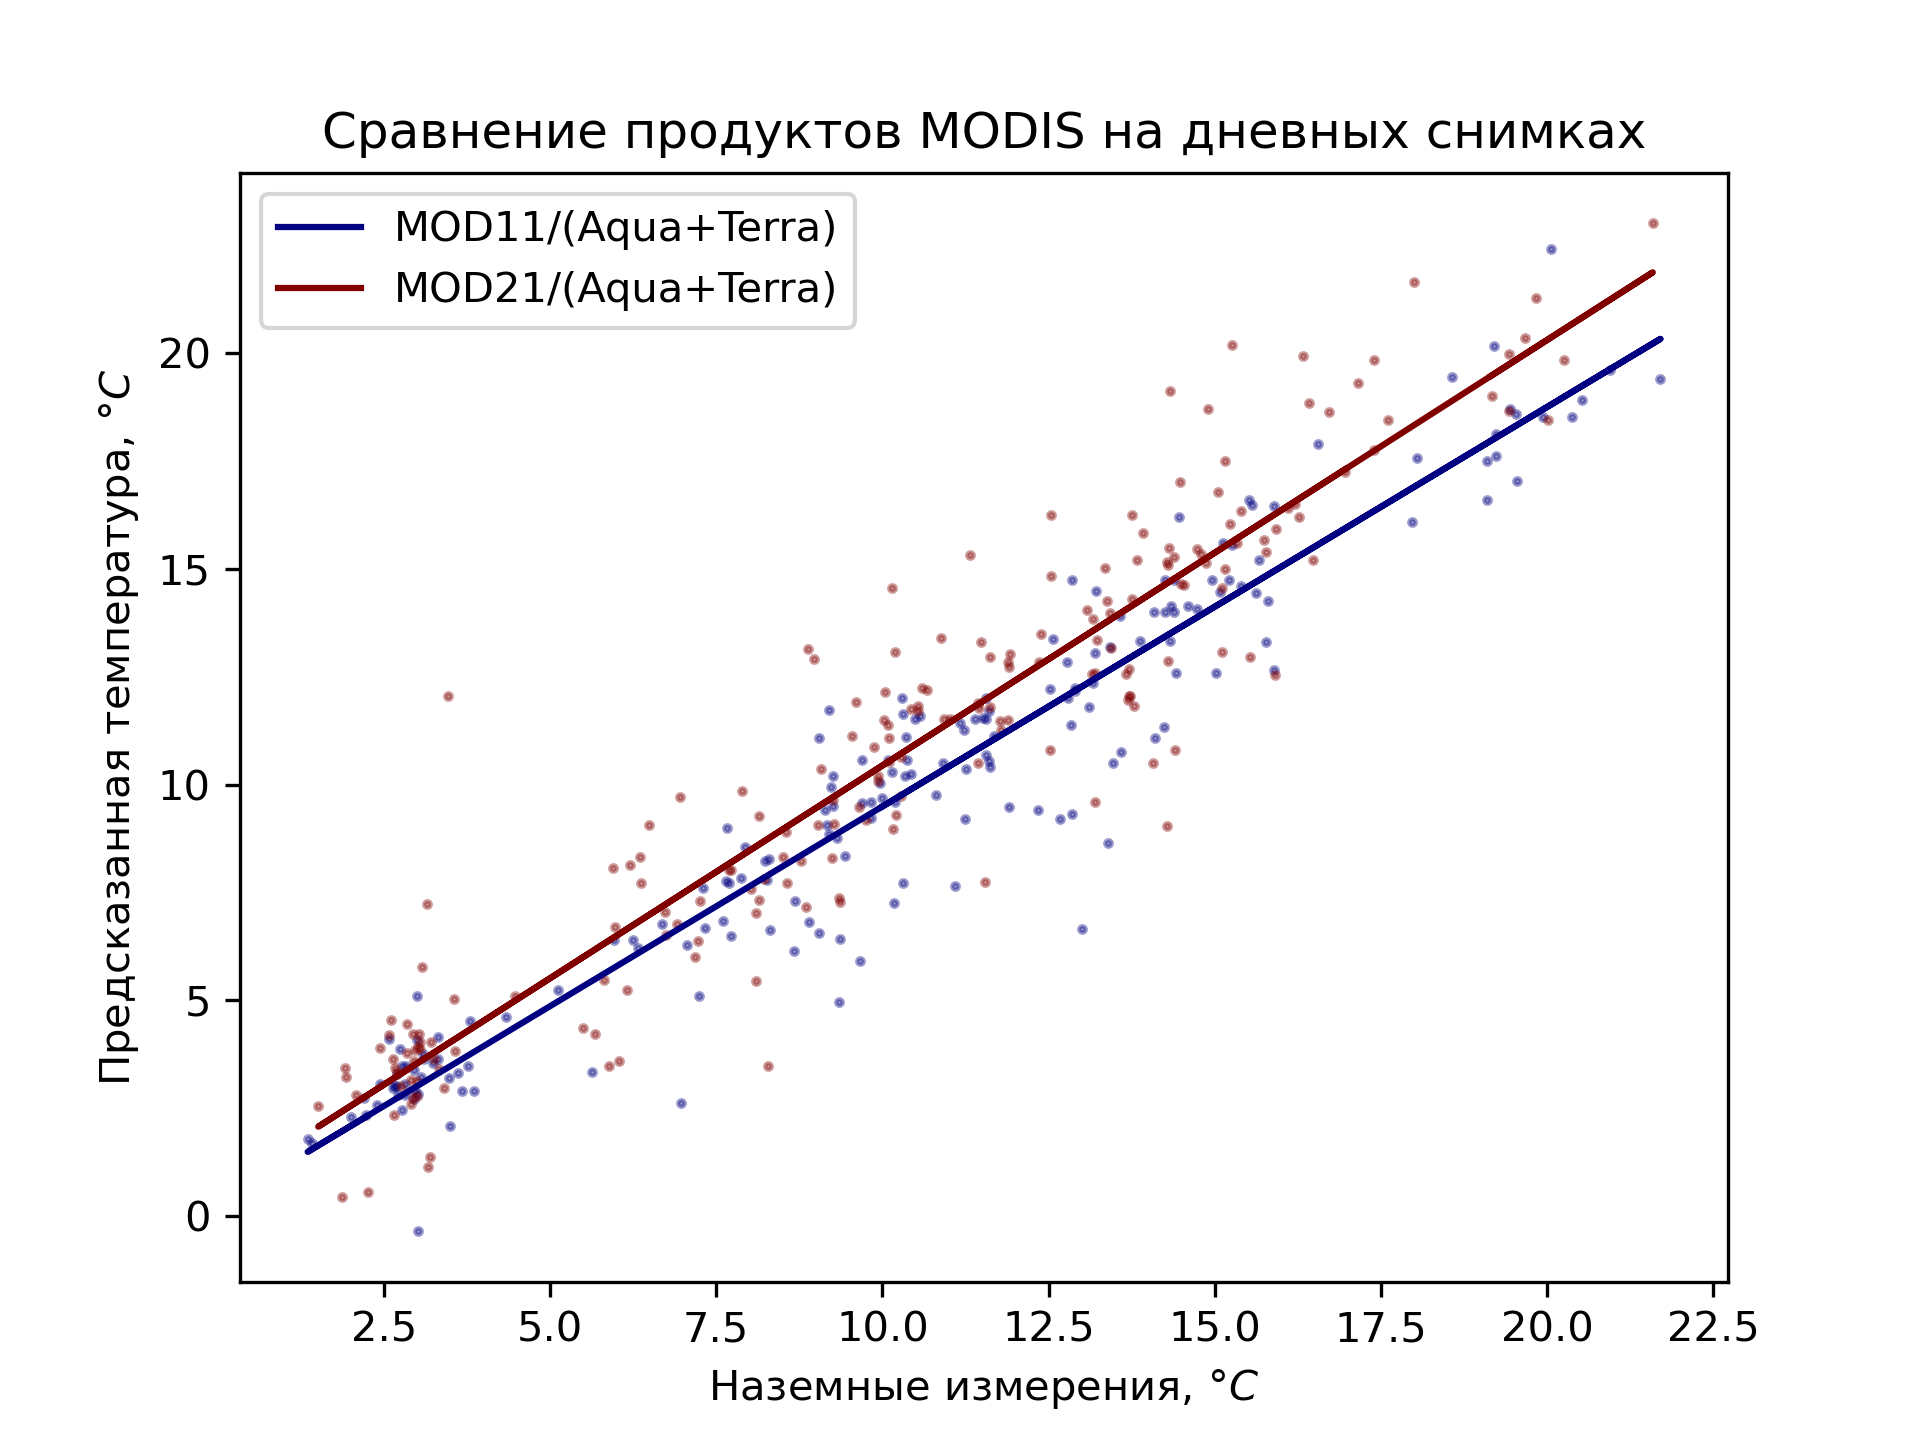 Сравнение продуктов MODIS на дневных снимках
MOD11/(Aqua+Terra)
MOD21/(Aqua+Terra)
Предсказанная температура, °C
20
15
10
5
0
2.5 5.0 7.5 10.0 12.5 15.0 17.5 20.0 22.5
Наземные измерения, °C